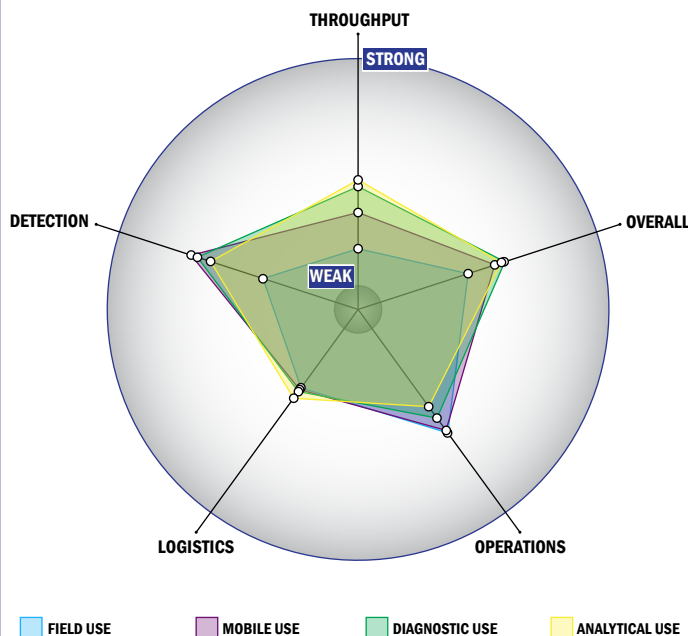 THROUGHPUT
STRONG
DETECTION
OVERALL
WEAK
LOGISTICS
OPERATIONS
FIELD USE
MOBILE USE
DIAGNOSTIC USE
ANALYTICAL USE